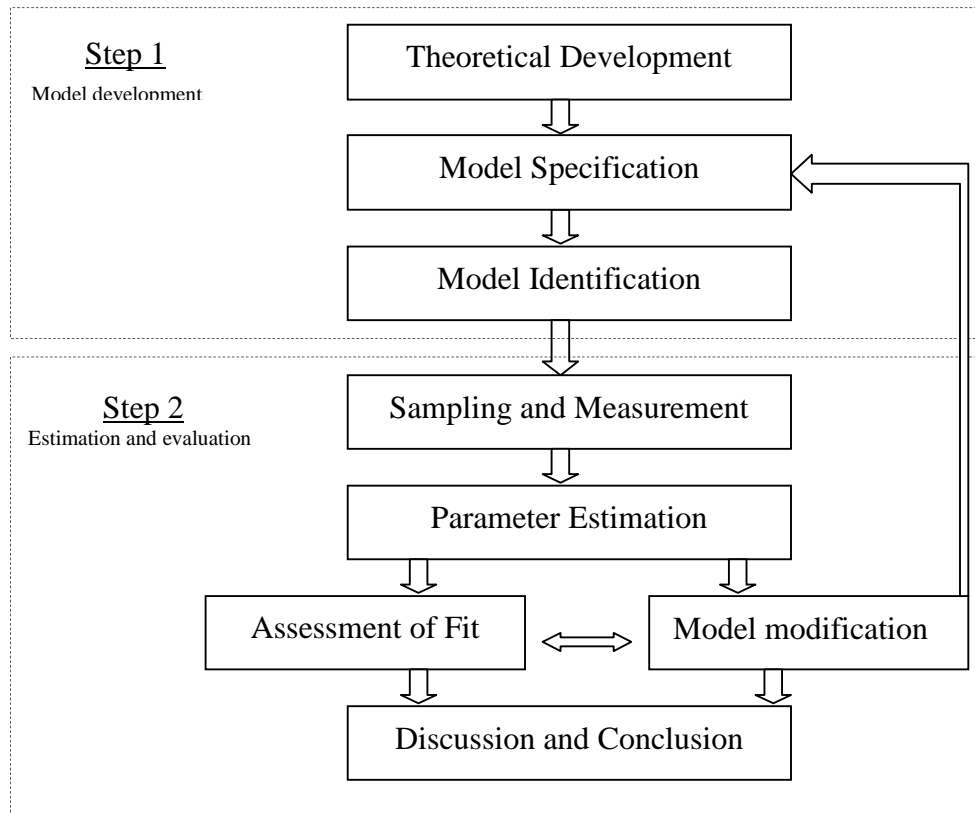 Step 1
Model development
Theoretical Development
Model Specification
Model Identification
Step 2
Estimation and evaluation
Sampling and Measurement
Parameter Estimation
Assessment of Fit
Model modification
Discussion and Conclusion